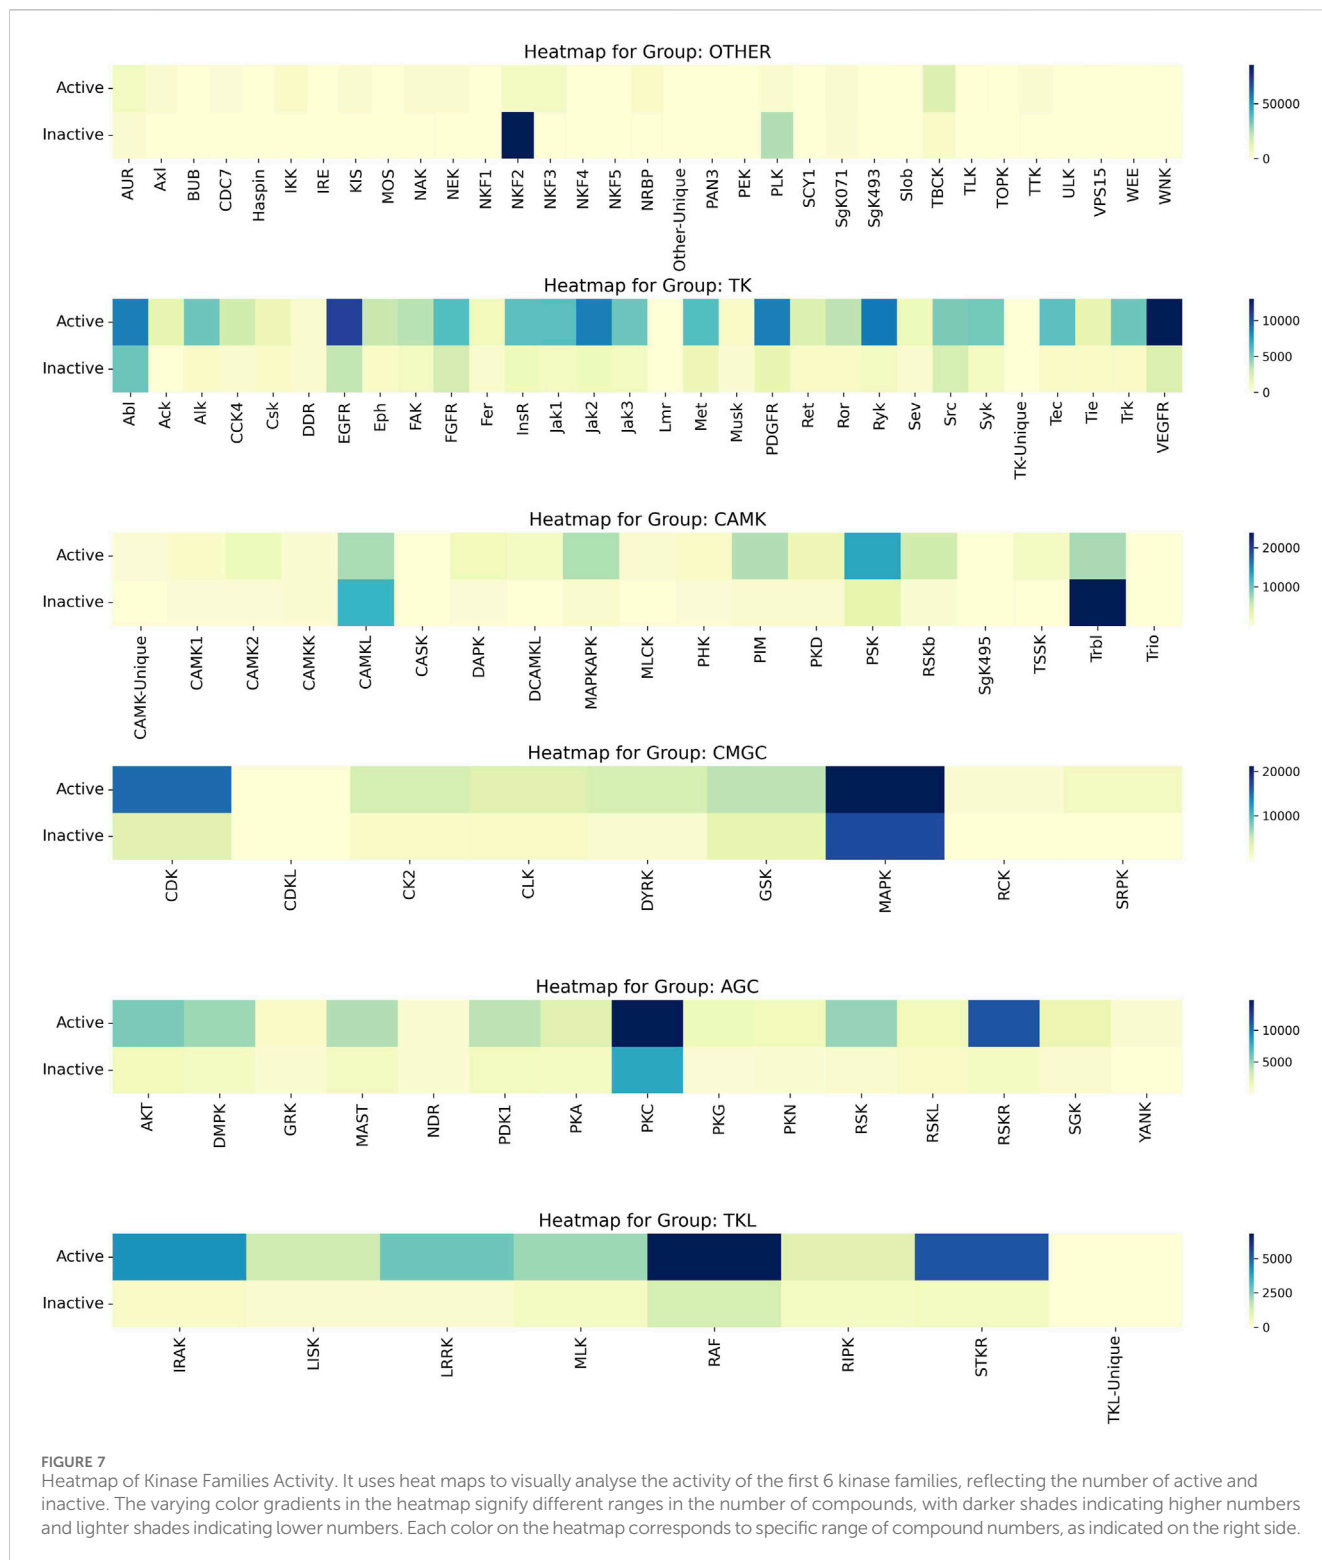 Heatmap for Group: OTHER
Active
Inactive
50000
0
AUR Axl BUB CDC7 Haspin IKK IRE KIS MOS NAK NEK NKF1 NKF2 NKF3 NKF4 NKF5 NRBP Other-Unique PAN3 PEK PLK SCY1 SgK071 SgK493 Slob TBCK TLK TOPK TTK ULK VPS15 WEE WNK
Heatmap for Group: TK
Active
Inactive
10000
5000
0
Abl Ack Alk CCK4 Csk DDR EGFR Eph FAK FGFR Fer InsR Jak1 Jak2 Jak3 Lmr Met Musk PDGFR Ret Ror Ryk Sev Src Syk TK-Unique Tec Tie Trk VEGFR
Heatmap for Group: CAMK
Active
Inactive
20000
10000
CAMK-Unique CAMK1 CAMK2 CAMKK CAMKL CASK DAPK DCAMKL MAPKAPK MLCK PHK PIM PKD PSK RSKb SgK495 TSSK Trbl Trio
Heatmap for Group: CMGC
Active
Inactive
20000
10000
CDK CDKL CK2 CLK DYRK GSK MAPK RCK SRPK
Heatmap for Group: AGC
Active
Inactive
10000
5000
AKT DMPK GRK MAST NDR PDK1 PKA PKC PKG PKN RSK RSKL RSKR SGK YANK
Heatmap for Group: TKL
Active
Inactive
5000
2500
0
IRAK LISK LRRK MLK RAF RIPK STKR TKL-Unique
FIGURE 7
Heatmap of Kinase Families Activity. It uses heat maps to visually analyse the activity of the first 6 kinase families, reflecting the number of active and
inactive. The varying color gradients in the heatmap signify different ranges in the number of compounds, with darker shades indicating higher numbers
and lighter shades indicating lower numbers. Each color on the heatmap corresponds to specific range of compound numbers, as indicated on the right side.